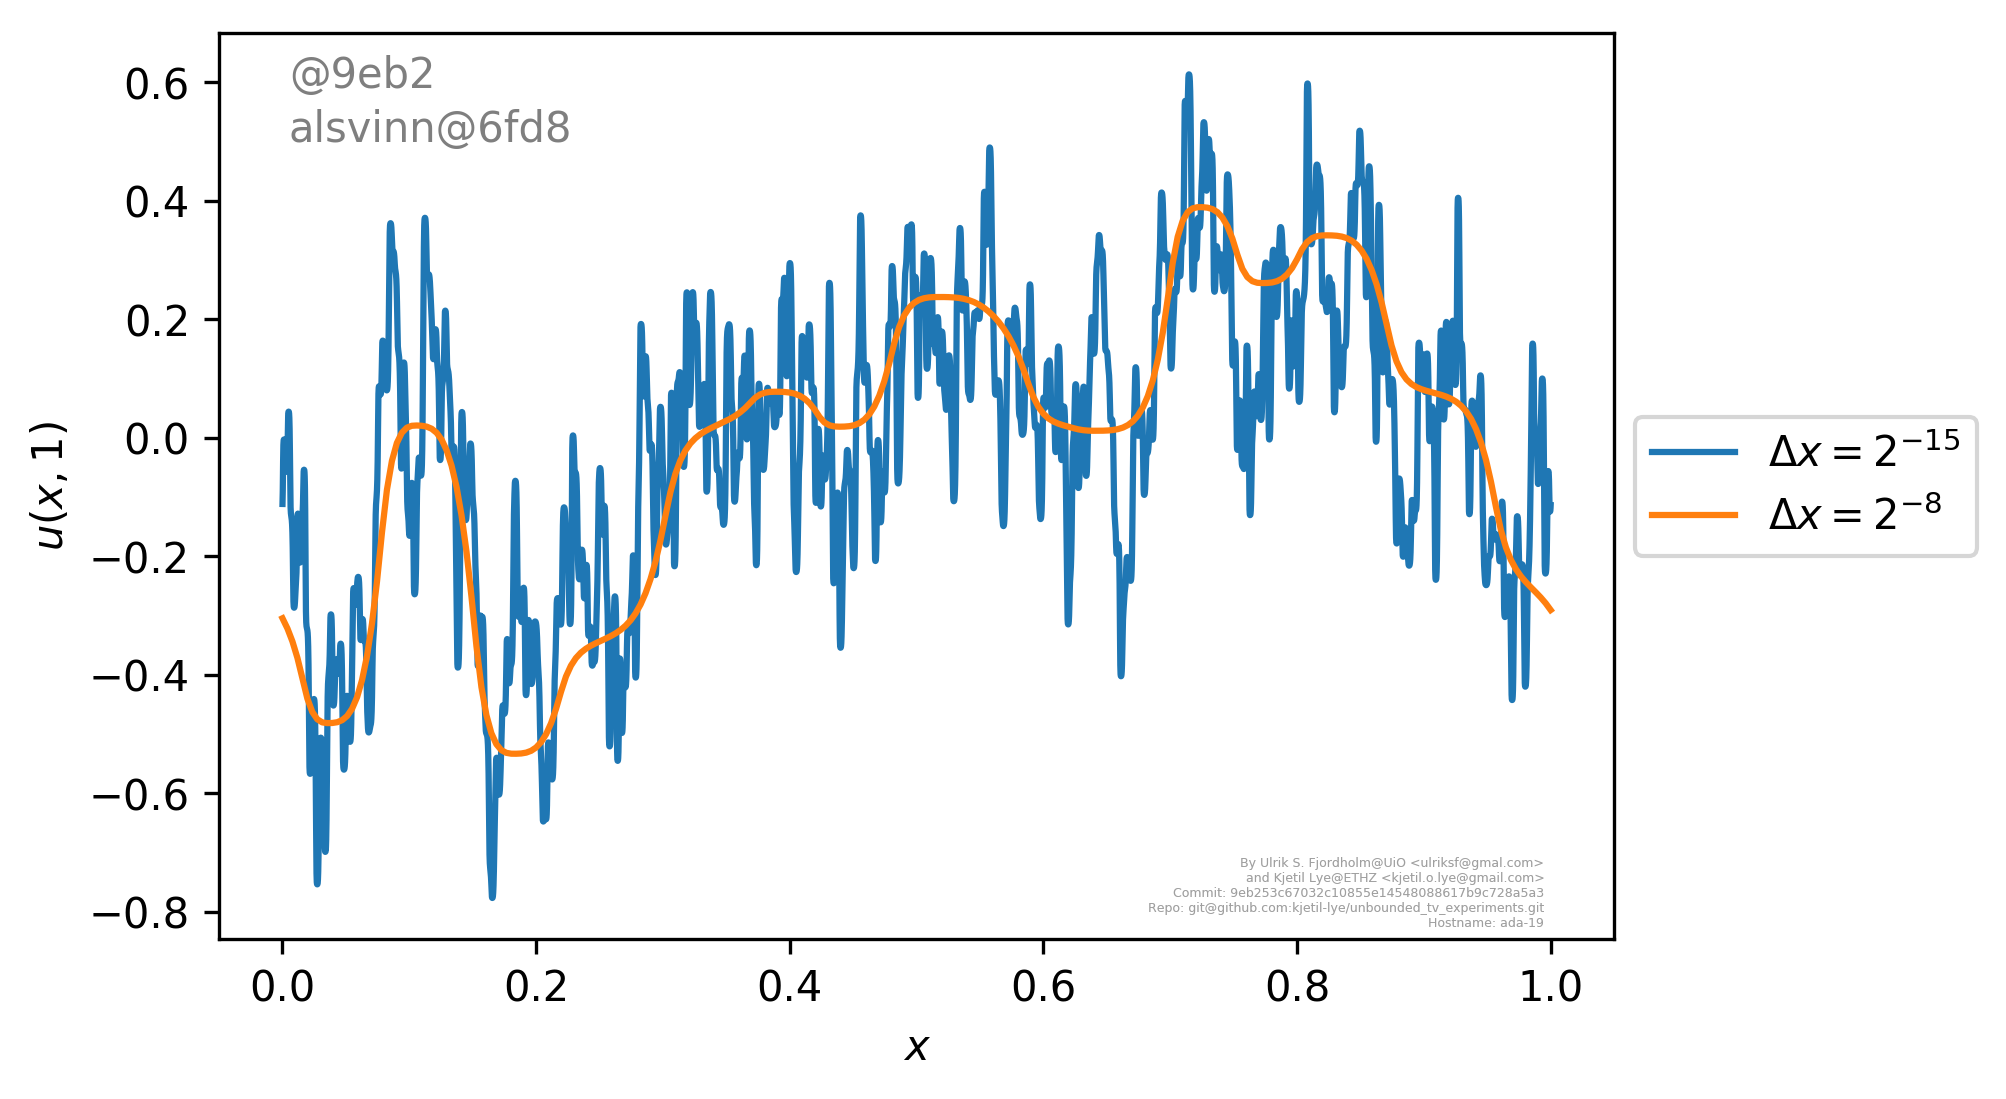 @9eb2
alsvinn@6fd8
0.6
0.4
0.2
0.0
−0.2
−0.4
−0.6
−0.8
u(x, 1)
0.0 0.2 0.4 0.6 0.8 1.0
x
Δx = 2⁻¹⁵
Δx = 2⁻⁸
By Ulrik S. Fjordholm@UiO <ulriksf@gmal.com>
and Kjetil Lye@ETHZ <kjetil.o.lye@gmail.com>
Commit: 9eb253c67032c10855e14548088617b9c728a5a3
Repo: git@github.com:kjetil-lye/unbounded_tv_experiments.git
Hostname: ada-19